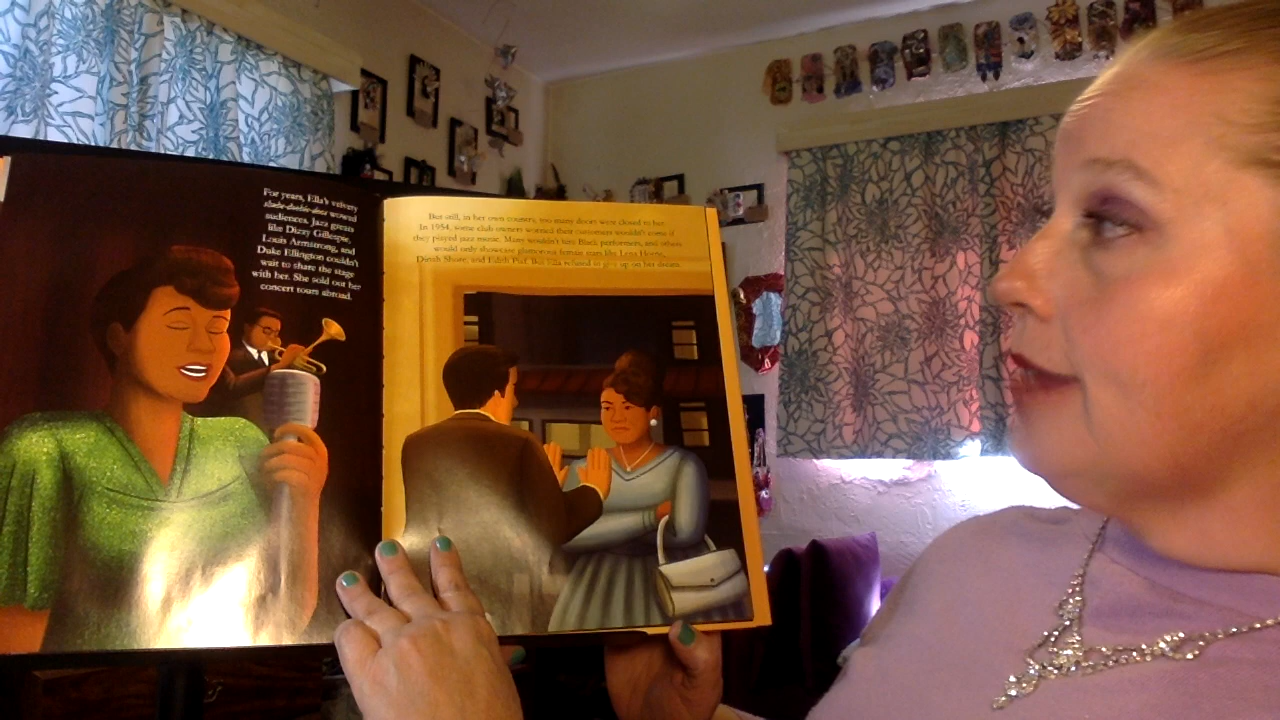 For years, Ella's velvety
shube-doobie-doos wowed
audiences. Jazz greats
like Dizzy Gillespie,
Louis Armstrong, and
Duke Ellington couldn't
wait to share the stage
with her. She sold out her
concert tours abroad.
But still, in her own country, too many doors were closed to her.
In 1954, some club owners worried their customers wouldn't come if
they played jazz music. Many wouldn't hire Black performers, and others
would only showcase glamorous female stars like Lena Horne,
Dinah Shore, and Edith Piaf. But Ella refused to give up on her dream.